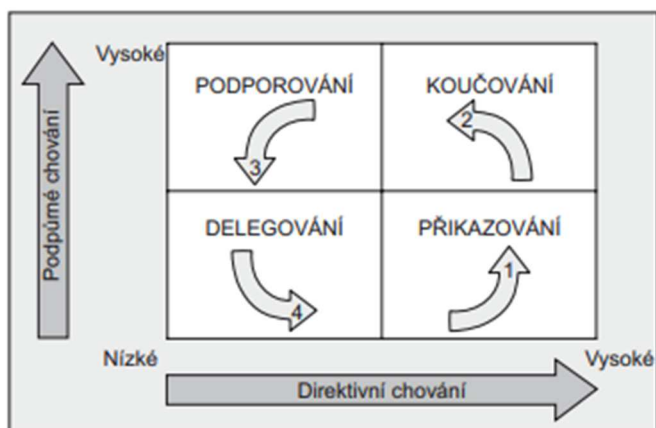 Vysoké
PODPOROVÁNÍ
KOUČOVÁNÍ
3
2
Podpůrné chování
DELEGOVÁNÍ
PŘIKAZOVÁNÍ
4
1
Nízké
Vysoké
Direktivní chování